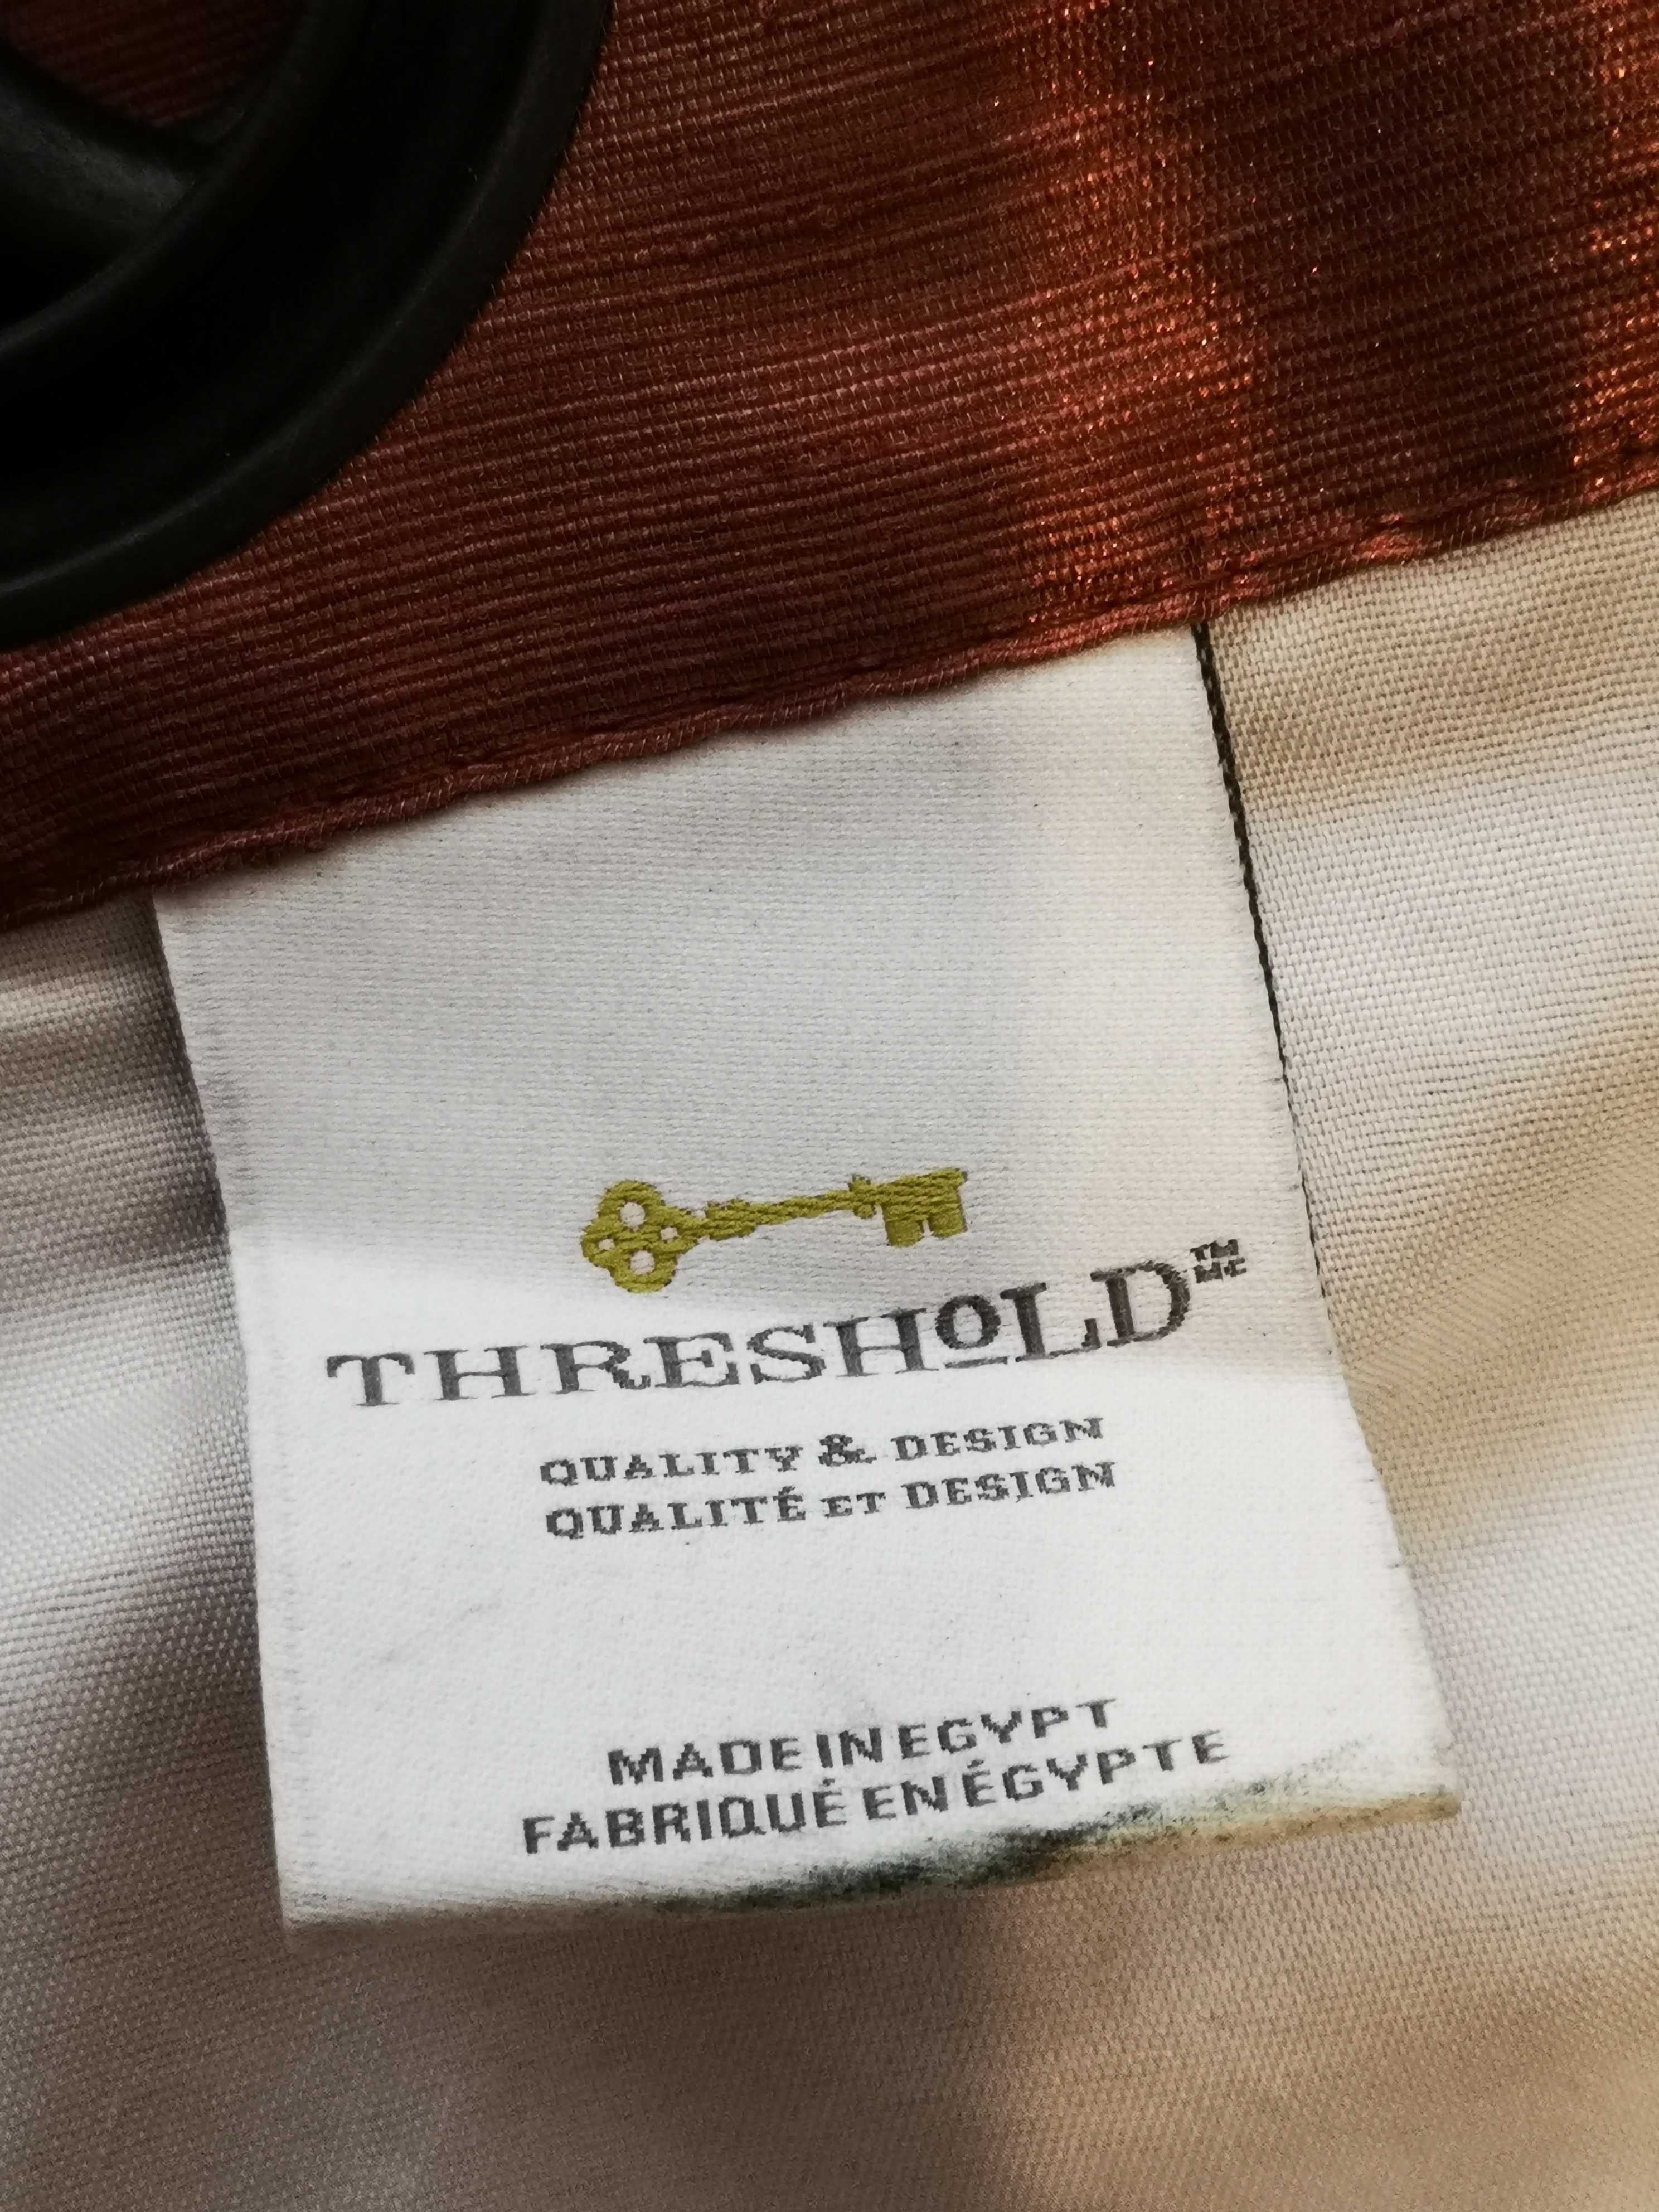 THRESHOLD™ MC
QUALITY & DESIGN
QUALITÉ ET DESIGN
MADE IN EGYPT
FABRIQUÉ EN ÉGYPTE